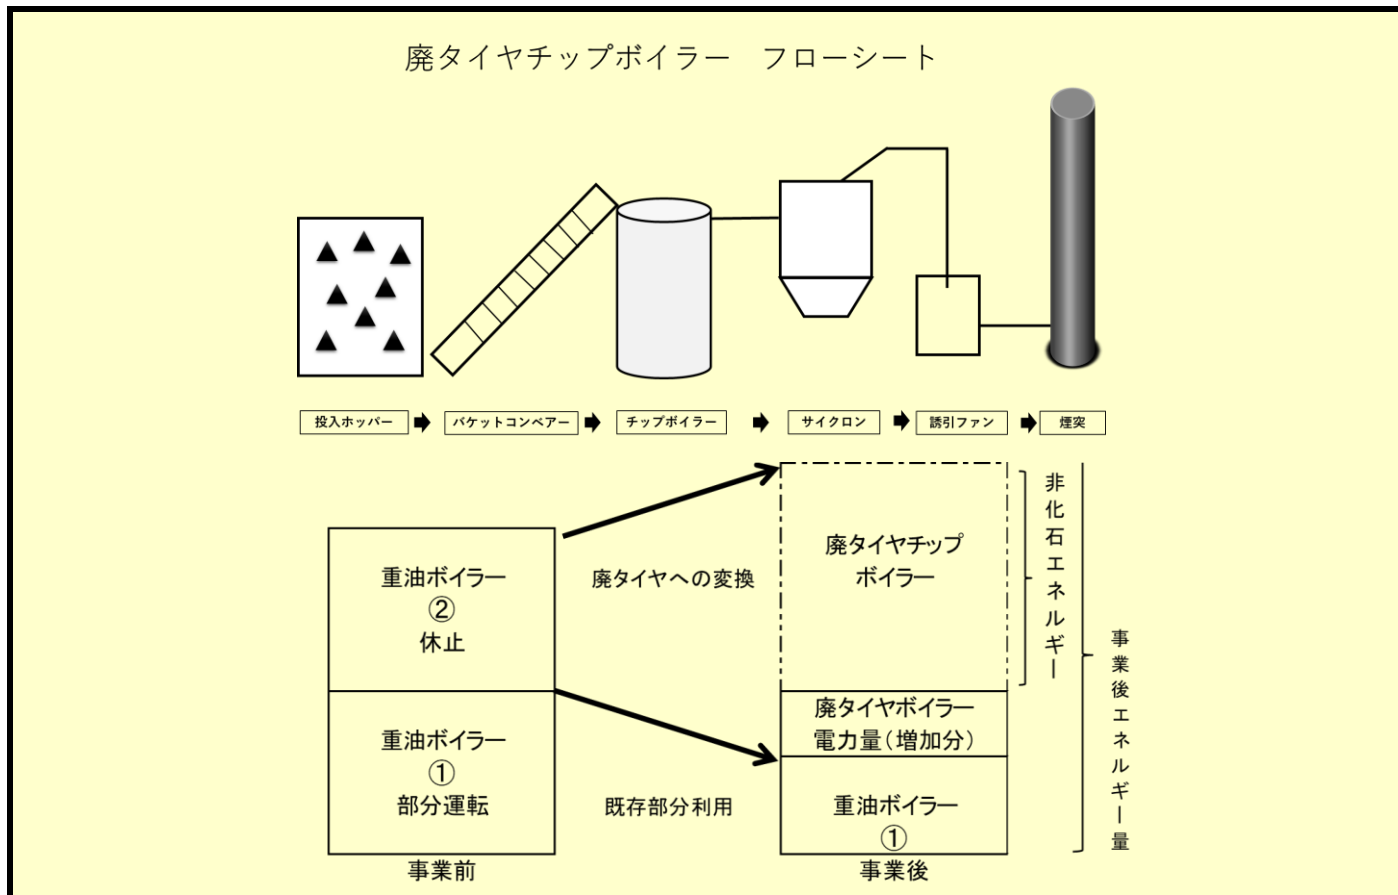 廃タイヤチップボイラー　フローシート
投入ホッパー
バケットコンベアー
チップボイラー
サイクロン
誘引ファン
煙突
重油ボイラー
②
休止
重油ボイラー
①
部分運転
事業前
廃タイヤへの変換
既存部分利用
廃タイヤチップ
ボイラー
廃タイヤボイラー
電力量(増加分)
重油ボイラー
①
事業後
非化石エネルギー
事業後エネルギー量